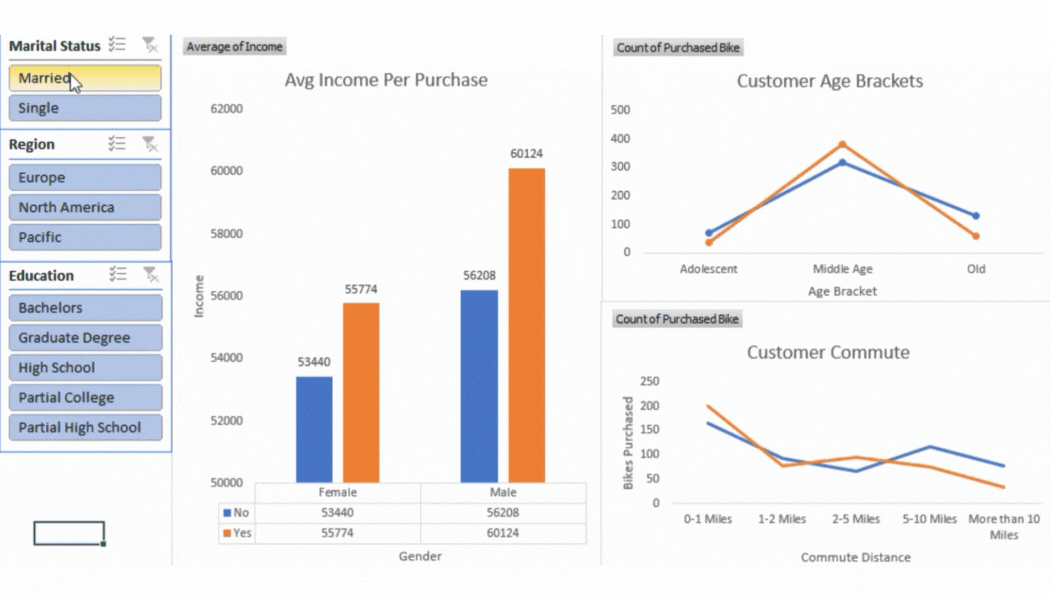 Marital Status
Married
Single
Region
Europe
North America
Pacific
Education
Bachelors
Graduate Degree
High School
Partial College
Partial High School
Average of Income
Avg Income Per Purchase
62000
60000
58000
56000
54000
52000
50000
Income
53440
55774
56208
60124
Female Male
No 53440 56208
Yes 55774 60124
Gender
Count of Purchased Bike
Customer Age Brackets
500
400
300
200
100
0
Adolescent Middle Age Old
Age Bracket
Count of Purchased Bike
Customer Commute
250
200
150
100
50
0
Bikes Purchased
0-1 Miles 1-2 Miles 2-5 Miles 5-10 Miles More than 10
Miles
Commute Distance